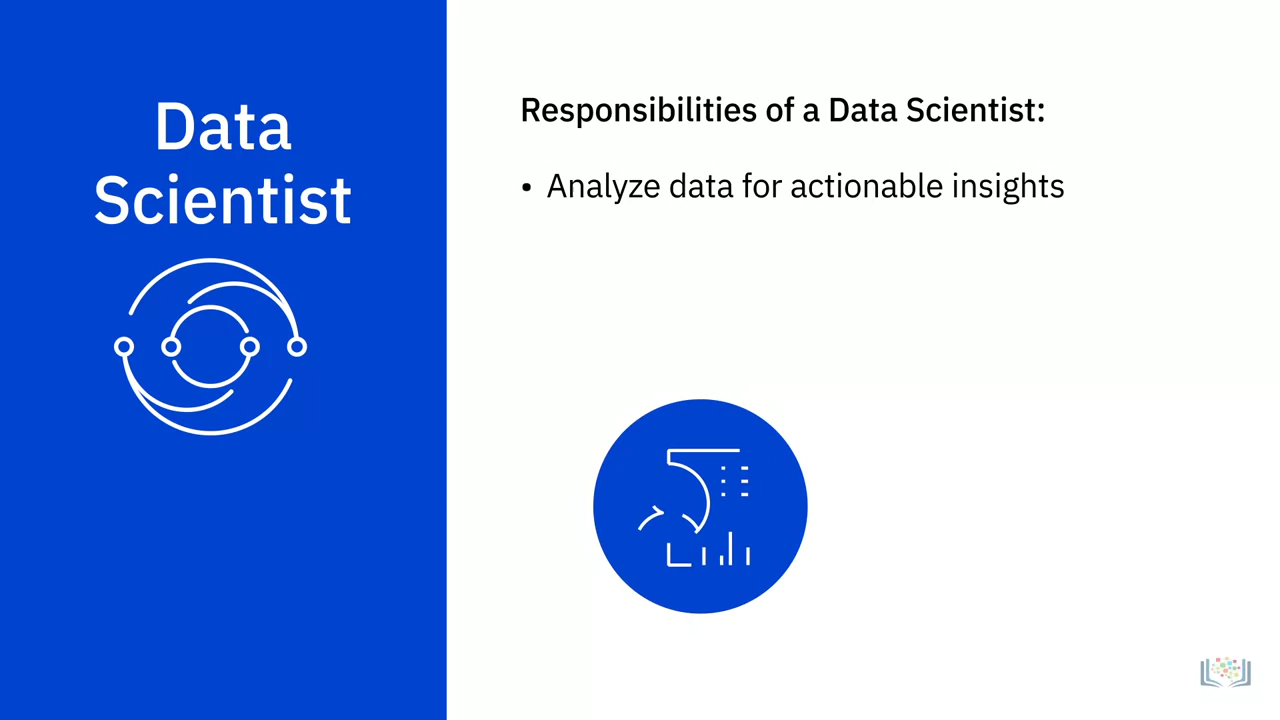 Data
Scientist
Responsibilities of a Data Scientist:
• Analyze data for actionable insights